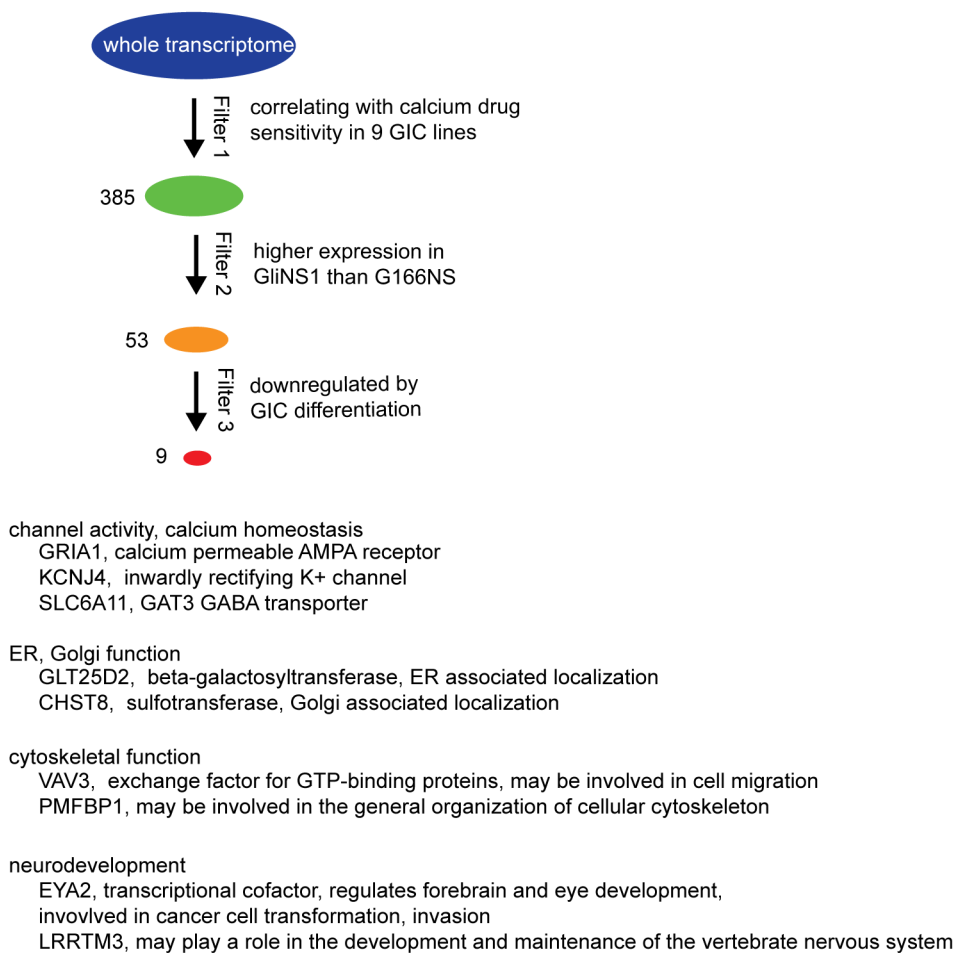 whole transcriptome
Filter 1
correlating with calcium drug
sensitivity in 9 GIC lines
385
Filter 2
higher expression in
GliNS1 than G166NS
53
Filter 3
downregulated by
GIC differentiation
9
channel activity, calcium homeostasis
GRIA1, calcium permeable AMPA receptor
KCNJ4, inwardly rectifying K+ channel
SLC6A11, GAT3 GABA transporter
ER, Golgi function
GLT25D2, beta-galactosyltransferase, ER associated localization
CHST8, sulfotransferase, Golgi associated localization
cytoskeletal function
VAV3, exchange factor for GTP-binding proteins, may be involved in cell migration
PMFBP1, may be involved in the general organization of cellular cytoskeleton
neurodevelopment
EYA2, transcriptional cofactor, regulates forebrain and eye development,
invovlved in cancer cell transformation, invasion
LRRTM3, may play a role in the development and maintenance of the vertebrate nervous system